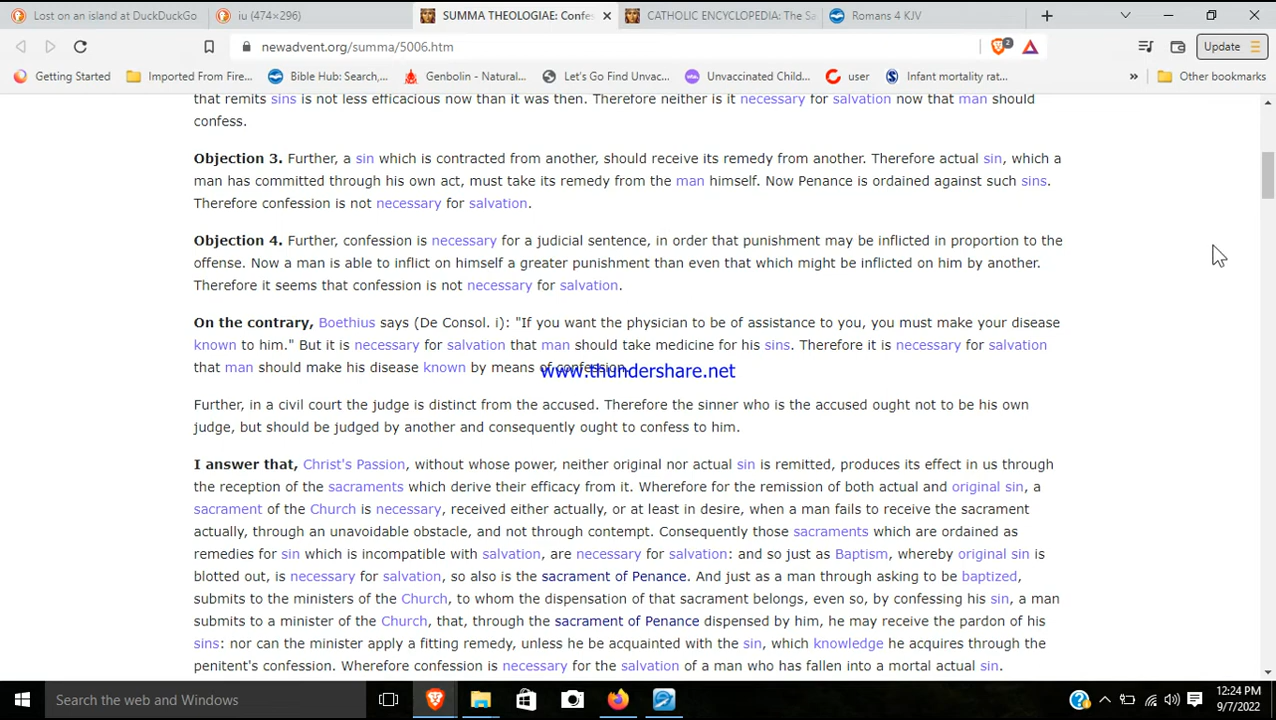 Lost on an island at DuckDuckGo
iu (474×296)
SUMMA THEOLOGIAE: Confes
CATHOLIC ENCYCLOPEDIA: The Sa
Romans 4 KJV
newadvent.org/summa/5006.htm
2
Update
Getting Started
Imported From Fire...
Bible Hub: Search,...
Genbolin - Natural...
Let's Go Find Unvac...
Unvaccinated Child...
user
Infant mortality rat...
Other bookmarks
that remits sins is not less efficacious now than it was then. Therefore neither is it necessary for salvation now that man should
confess.
Objection 3. Further, a sin which is contracted from another, should receive its remedy from another. Therefore actual sin, which a
man has committed through his own act, must take its remedy from the man himself. Now Penance is ordained against such sins.
Therefore confession is not necessary for salvation.
Objection 4. Further, confession is necessary for a judicial sentence, in order that punishment may be inflicted in proportion to the
offense. Now a man is able to inflict on himself a greater punishment than even that which might be inflicted on him by another.
Therefore it seems that confession is not necessary for salvation.
On the contrary, Boethius says (De Consol. i): "If you want the physician to be of assistance to you, you must make your disease
known to him." But it is necessary for salvation that man should take medicine for his sins. Therefore it is necessary for salvation
that man should make his disease known by means of confession.
www.thundershare.net
Further, in a civil court the judge is distinct from the accused. Therefore the sinner who is the accused ought not to be his own
judge, but should be judged by another and consequently ought to confess to him.
I answer that, Christ's Passion, without whose power, neither original nor actual sin is remitted, produces its effect in us through
the reception of the sacraments which derive their efficacy from it. Wherefore for the remission of both actual and original sin, a
sacrament of the Church is necessary, received either actually, or at least in desire, when a man fails to receive the sacrament
actually, through an unavoidable obstacle, and not through contempt. Consequently those sacraments which are ordained as
remedies for sin which is incompatible with salvation, are necessary for salvation: and so just as Baptism, whereby original sin is
blotted out, is necessary for salvation, so also is the sacrament of Penance. And just as a man through asking to be baptized,
submits to the ministers of the Church, to whom the dispensation of that sacrament belongs, even so, by confessing his sin, a man
submits to a minister of the Church, that, through the sacrament of Penance dispensed by him, he may receive the pardon of his
sins: nor can the minister apply a fitting remedy, unless he be acquainted with the sin, which knowledge he acquires through the
penitent's confession. Wherefore confession is necessary for the salvation of a man who has fallen into a mortal actual sin.
Search the web and Windows
12:24 PM
9/7/2022